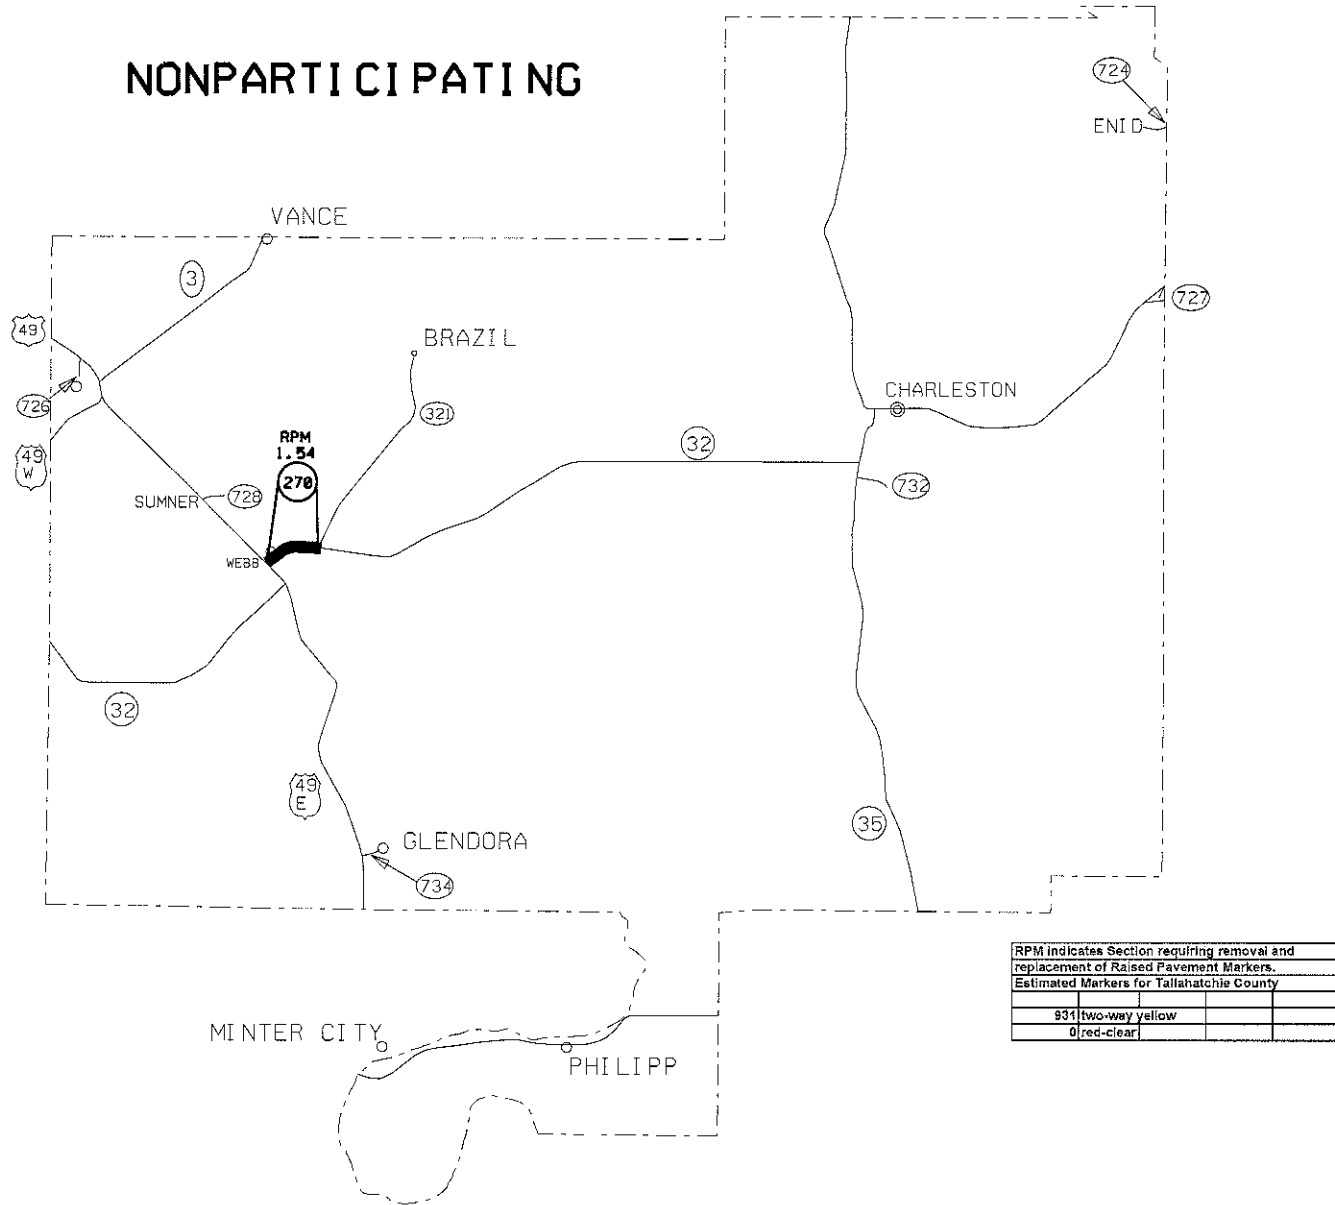 NONPARTICIPATING
724
ENID
VANCE
3
727
49
BRAZIL
CHARLESTON
726
321
RPM
1.54
32
49
W
270
732
SUMNER
728
WEBB
32
49
E
35
GLENDORA
734
RPM indicates Section requiring removal and
replacement of Raised Pavement Markers.
Estimated Markers for Tallahatchie County
931 two-way yellow
0 red-clear
MINTER CITY
PHILIPP